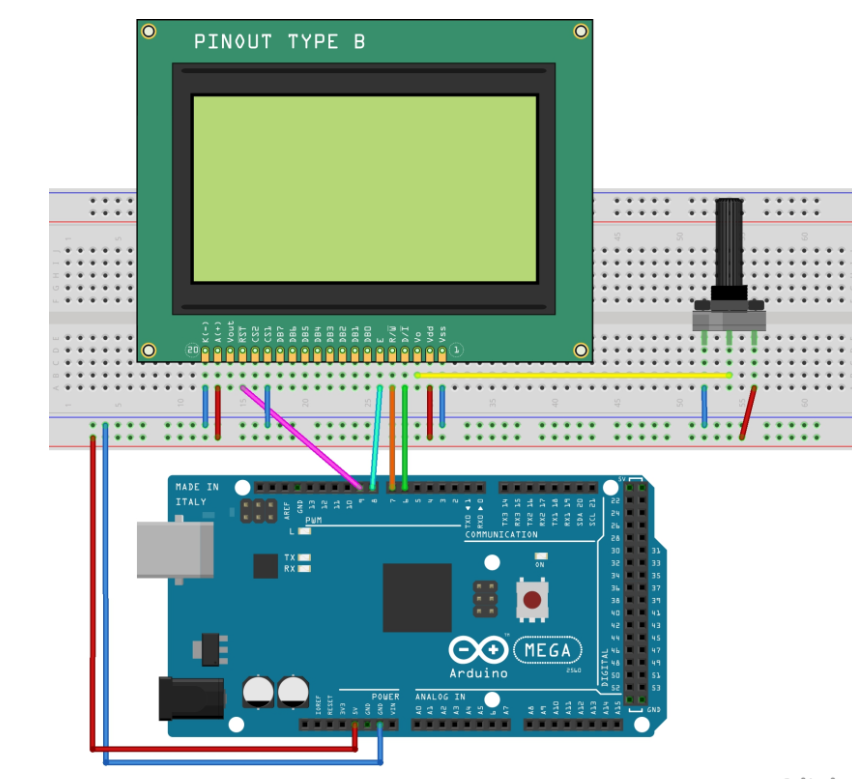 PINOUT TYPE B
20 K(-) A(+) Vout RST CS2 CS1 DB7 DB6 DB5 DB4 DB3 DB2 DB1 DB0 E R/W D/I Vo Vdd Vss 1
MADE IN
ITALY
AREF GND 13 12 11 10 9 8 7 6 5 4 3 2 TX0 ◄ 1 RX0 ► 0 TX3 14 RX3 15 TX2 16 RX2 17 TX1 18 RX1 19 SDA 20 SCL 21
PWM
COMMUNICATION
L
TX
RX
ON
5V
22
24
26
28
30 31
32 33
34 35
36 37
38 39
40 41
42 43
44 45
46 47
48 49
50 51
52 53
GND
DIGITAL
Arduino
™
MEGA
2560
POWER
ANALOG IN
IOREF RESET 3V3 5V GND GND VIN A0 A1 A2 A3 A4 A5 6 A7 A8 A9 A10 A11 A12 A13 A14 A15